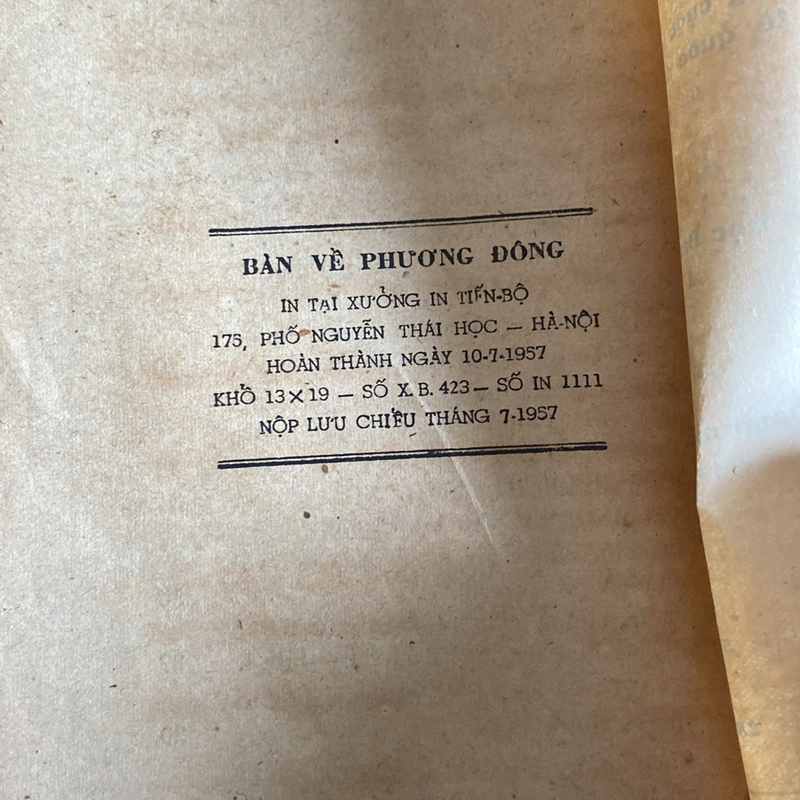 BÀN VỀ PHƯƠNG ĐÔNG
IN TẠI XƯỞNG IN TIẾN-BỘ
175, PHỐ NGUYỄN THÁI HỌC — HÀ-NỘI
HOÀN THÀNH NGÀY 10-7-1957
KHỔ 13×19 — SỐ X.B. 423 — SỐ IN 1111
NỘP LƯU CHIỂU THÁNG 7-1957